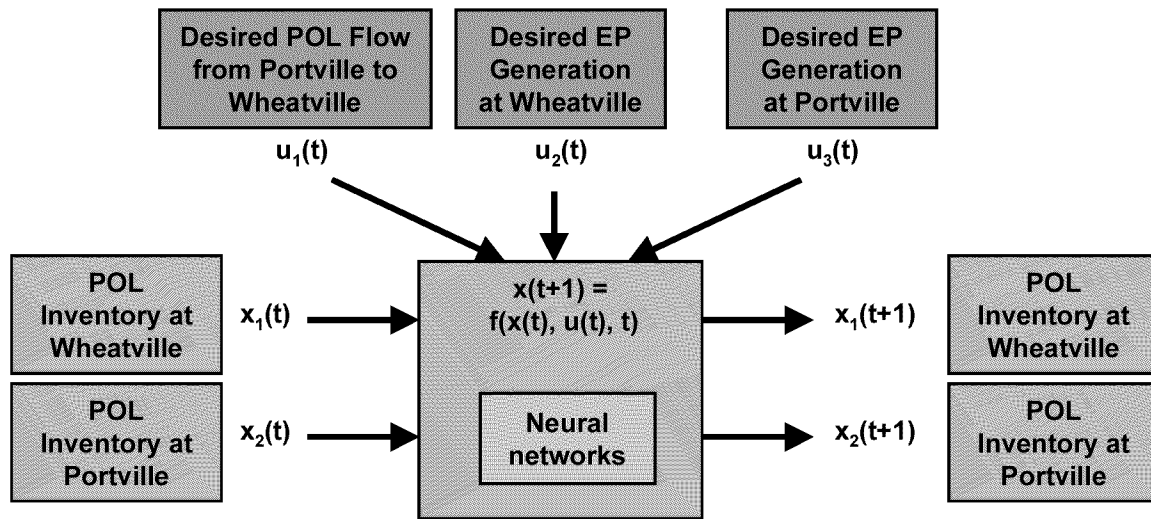 Desired POL Flow
from Portville to
Wheatville
Desired EP
Generation
at Wheatville
Desired EP
Generation
at Portville
u₁(t)
u₂(t)
u₃(t)
POL
Inventory at
Wheatville
x₁(t)
x(t+1) =
f(x(t), u(t), t)
x₁(t+1)
POL
Inventory at
Wheatville
POL
Inventory at
Portville
x₂(t)
Neural
networks
x₂(t+1)
POL
Inventory at
Portville